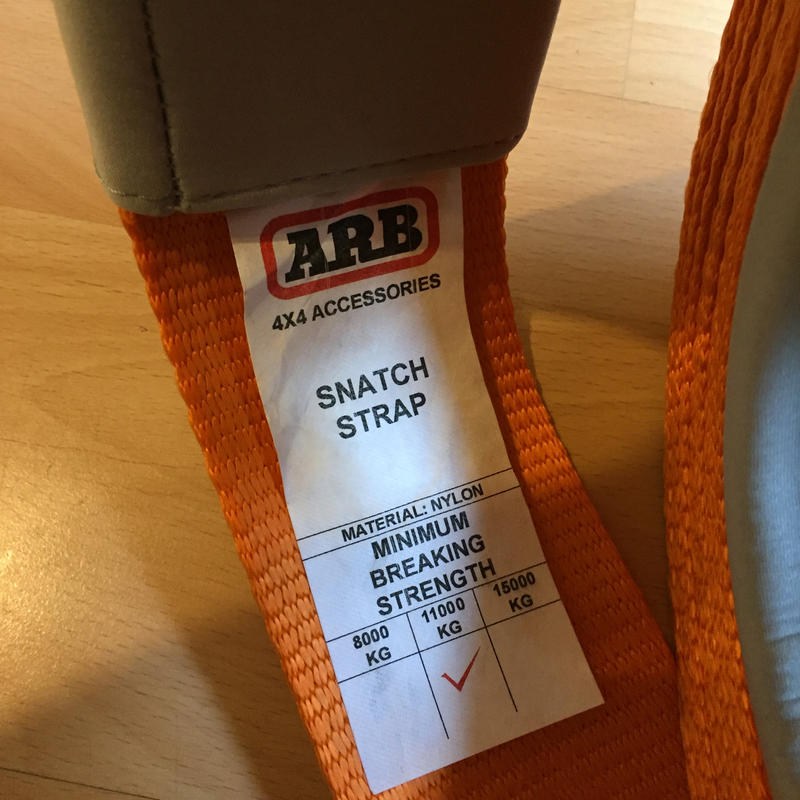 ARB
4X4 ACCESSORIES
SNATCH
STRAP
MATERIAL: NYLON
MINIMUM
BREAKING
STRENGTH
8000 11000 15000
KG KG KG